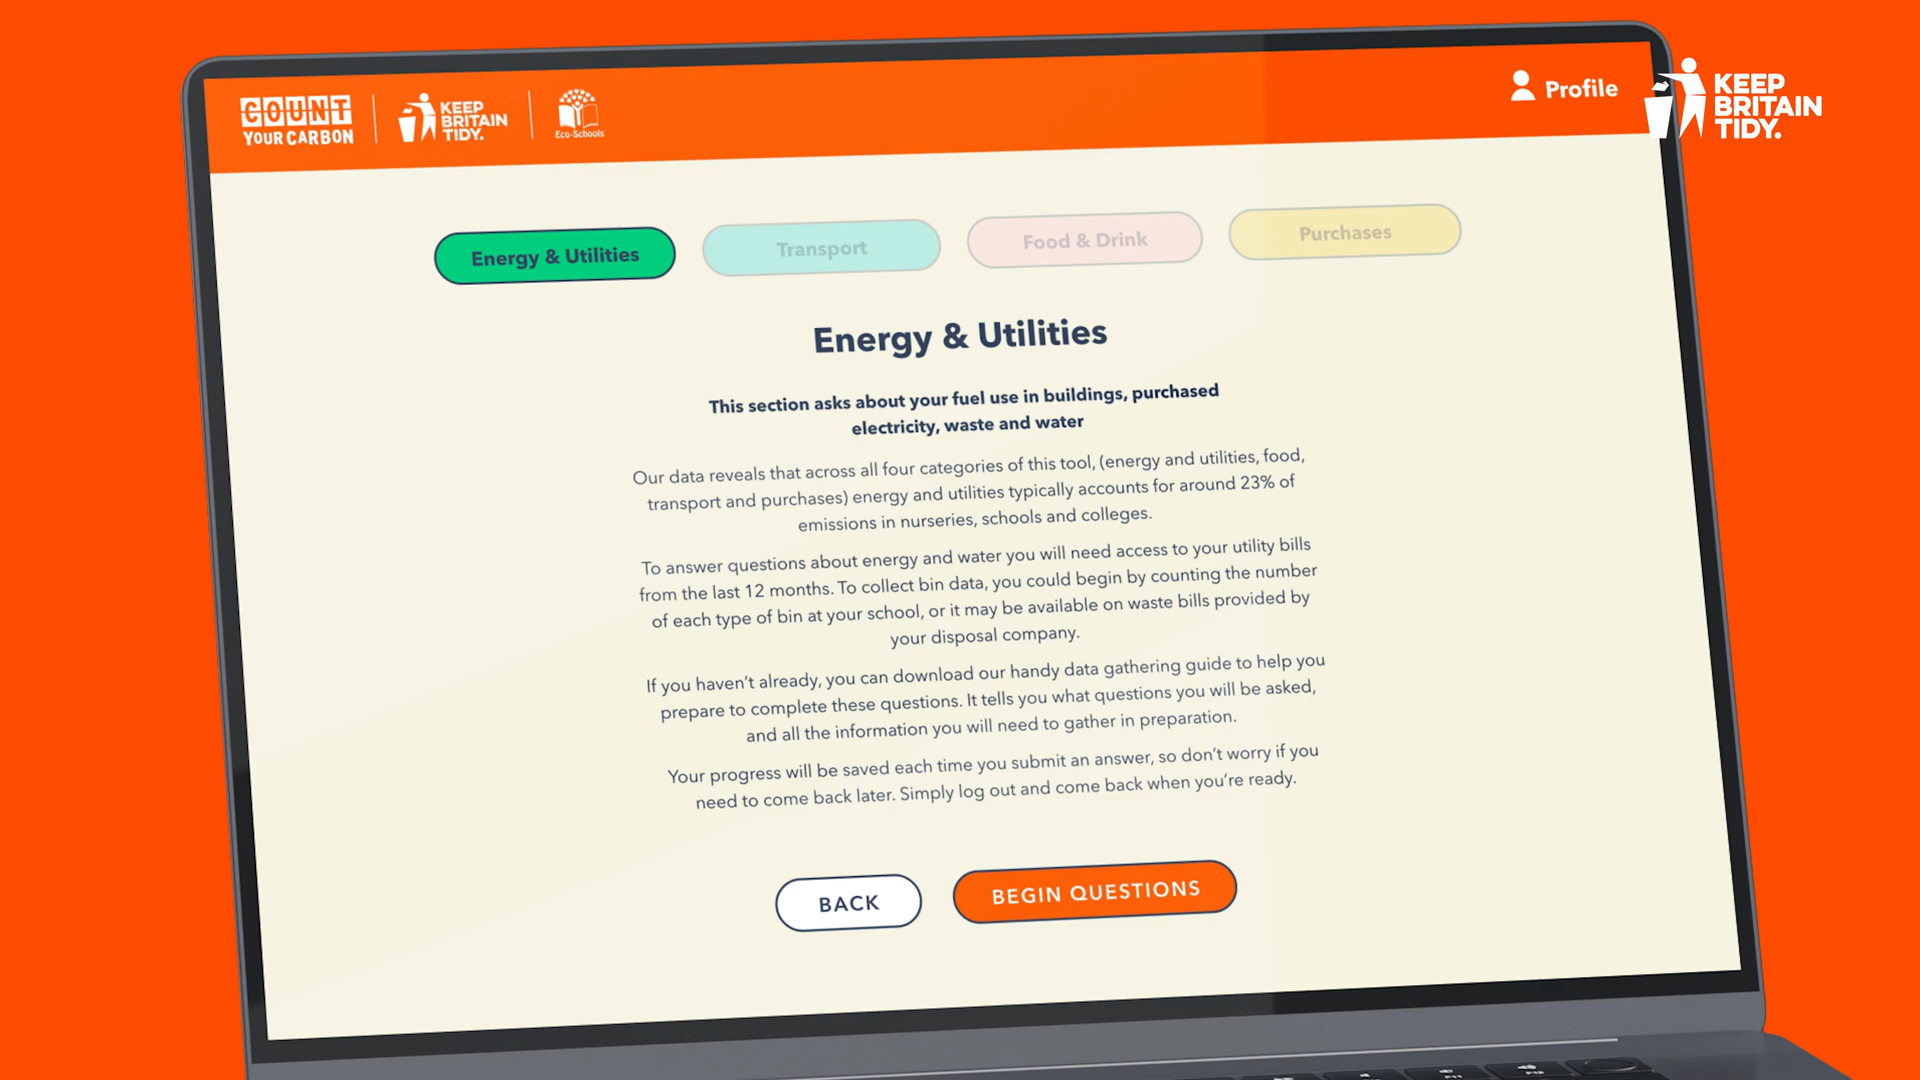 COUNT
YOUR CARBON
KEEP
BRITAIN
TIDY.
Eco-Schools
Profile
KEEP
BRITAIN
TIDY.
Energy & Utilities
Transport
Food & Drink
Purchases
Energy & Utilities
This section asks about your fuel use in buildings, purchased
electricity, waste and water
Our data reveals that across all four categories of this tool, (energy and utilities, food,
transport and purchases) energy and utilities typically accounts for around 23% of
emissions in nurseries, schools and colleges.
To answer questions about energy and water you will need access to your utility bills
from the last 12 months. To collect bin data, you could begin by counting the number
of each type of bin at your school, or it may be available on waste bills provided by
your disposal company.
If you haven't already, you can download our handy data gathering guide to help you
prepare to complete these questions. It tells you what questions you will be asked,
and all the information you will need to gather in preparation.
Your progress will be saved each time you submit an answer, so don't worry if you
need to come back later. Simply log out and come back when you're ready.
BACK
BEGIN QUESTIONS